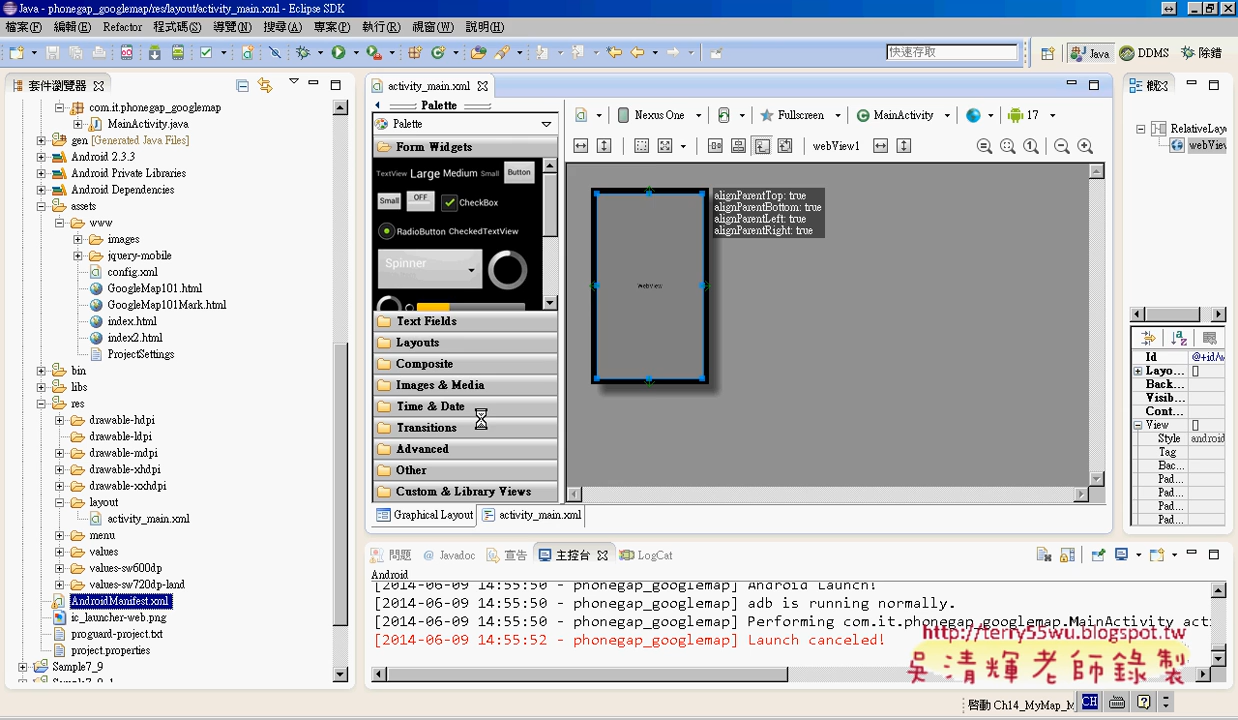 Java - phonegap_googlemap/res/layout/activity_main.xml - Eclipse SDK
檔案(F) 編輯(E) Refactor 程式碼(S) 導覽(N) 搜尋(A) 專案(P) 執行(R) 視窗(W) 說明(H)
快速存取
Java
DDMS
除錯
套件瀏覽器
com.it.phonegap_googlemap
MainActivity.java
gen [Generated Java Files]
Android 2.3.3
Android Private Libraries
Android Dependencies
assets
www
images
jquery-mobile
config.xml
GoogleMap101.html
GoogleMap101Mark.html
index.html
index2.html
ProjectSettings
bin
libs
res
drawable-hdpi
drawable-ldpi
drawable-mdpi
drawable-xhdpi
drawable-xxhdpi
layout
activity_main.xml
menu
values
values-sw600dp
values-sw720dp-land
AndroidManifest.xml
ic_launcher-web.png
proguard-project.txt
project.properties
Sample7_9
activity_main.xml
Palette
Palette
Form Widgets
TextView Large Medium Small Button
Small OFF CheckBox
RadioButton CheckedTextView
Spinner
Text Fields
Layouts
Composite
Images & Media
Time & Date
Transitions
Advanced
Other
Custom & Library Views
Graphical Layout
activity_main.xml
Nexus One
Fullscreen
MainActivity
17
webView1
WebView
alignParentTop: true
alignParentBottom: true
alignParentLeft: true
alignParentRight: true
RelativeLay
webView
Id @+id/w
Layo... []
Back...
Visib...
Cont...
View []
Style android
Tag
Bac...
Pad...
Pad...
Pad...
Pad...
問題 @ Javadoc 宣告 主控台 LogCat
Android
[2014-06-09 14:55:50 - phonegap_googlemap] Android Launch!
[2014-06-09 14:55:50 - phonegap_googlemap] adb is running normally.
[2014-06-09 14:55:50 - phonegap_googlemap] Performing com.it.phonegap_googlemap.MainActivity act
[2014-06-09 14:55:52 - phonegap_googlemap] Launch canceled!
http://terry55wu.blogspot.tw
吳清輝老師錄製
啟動 Ch14_MyMap_M
CH